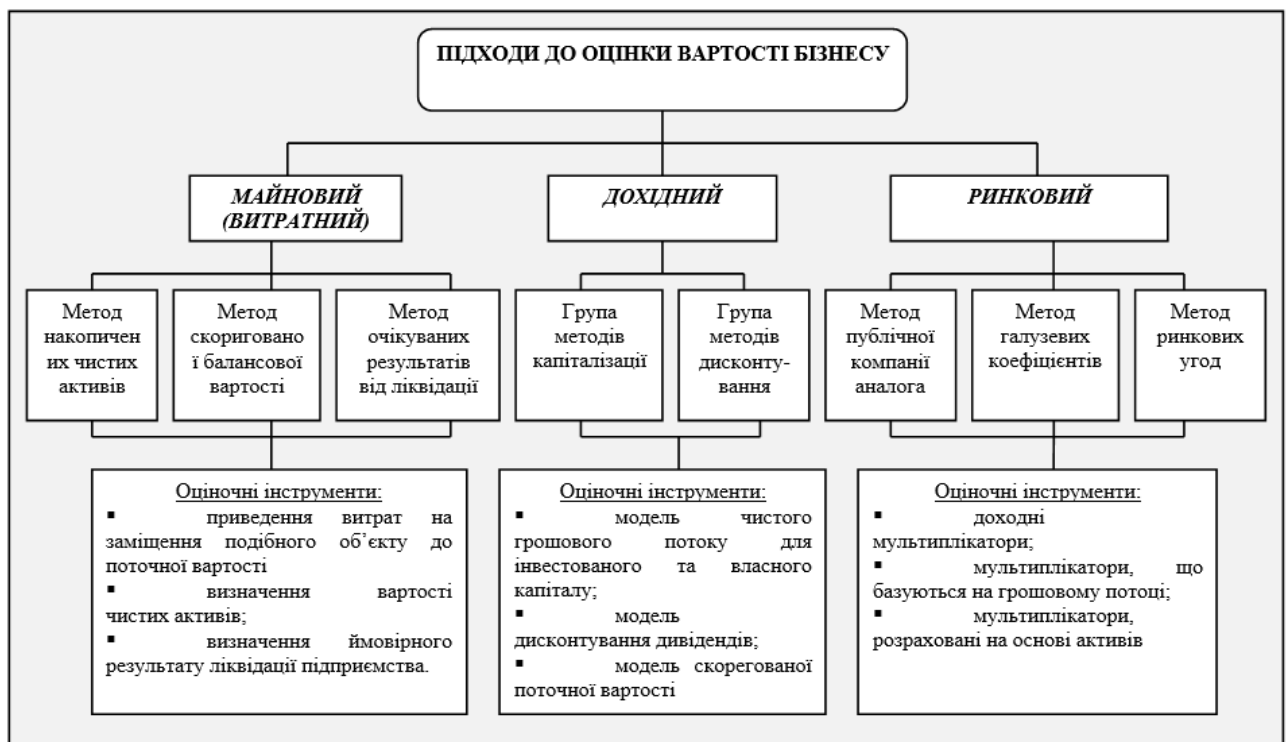 ПІДХОДИ ДО ОЦІНКИ ВАРТОСТІ БІЗНЕСУ
МАЙНОВИЙ
(ВИТРАТНИЙ)
ДОХІДНИЙ
РИНКОВИЙ
Метод
накопичен
их чистих
активів
Метод
скориговано
ї балансової
вартості
Метод
очікуваних
результатів
від ліквідації
Група
методів
капіталізації
Група
методів
дисконту-
вання
Метод
публічної
компанії
аналога
Метод
галузевих
коефіцієнтів
Метод
ринкових
угод
Оціночні інструменти:
▪ приведення витрат на
заміщення подібного об’єкту до
поточної вартості
▪ визначення вартості
чистих активів;
▪ визначення ймовірного
результату ліквідації підприємства.
Оціночні інструменти:
▪ модель чистого
грошового потоку для
інвестованого та власного
капіталу;
▪ модель
дисконтування дивідендів;
▪ модель скорегованої
поточної вартості
Оціночні інструменти:
▪ доходні
мультиплікатори;
▪ мультиплікатори, що
базуються на грошовому потоці;
▪ мультиплікатори,
розраховані на основі активів